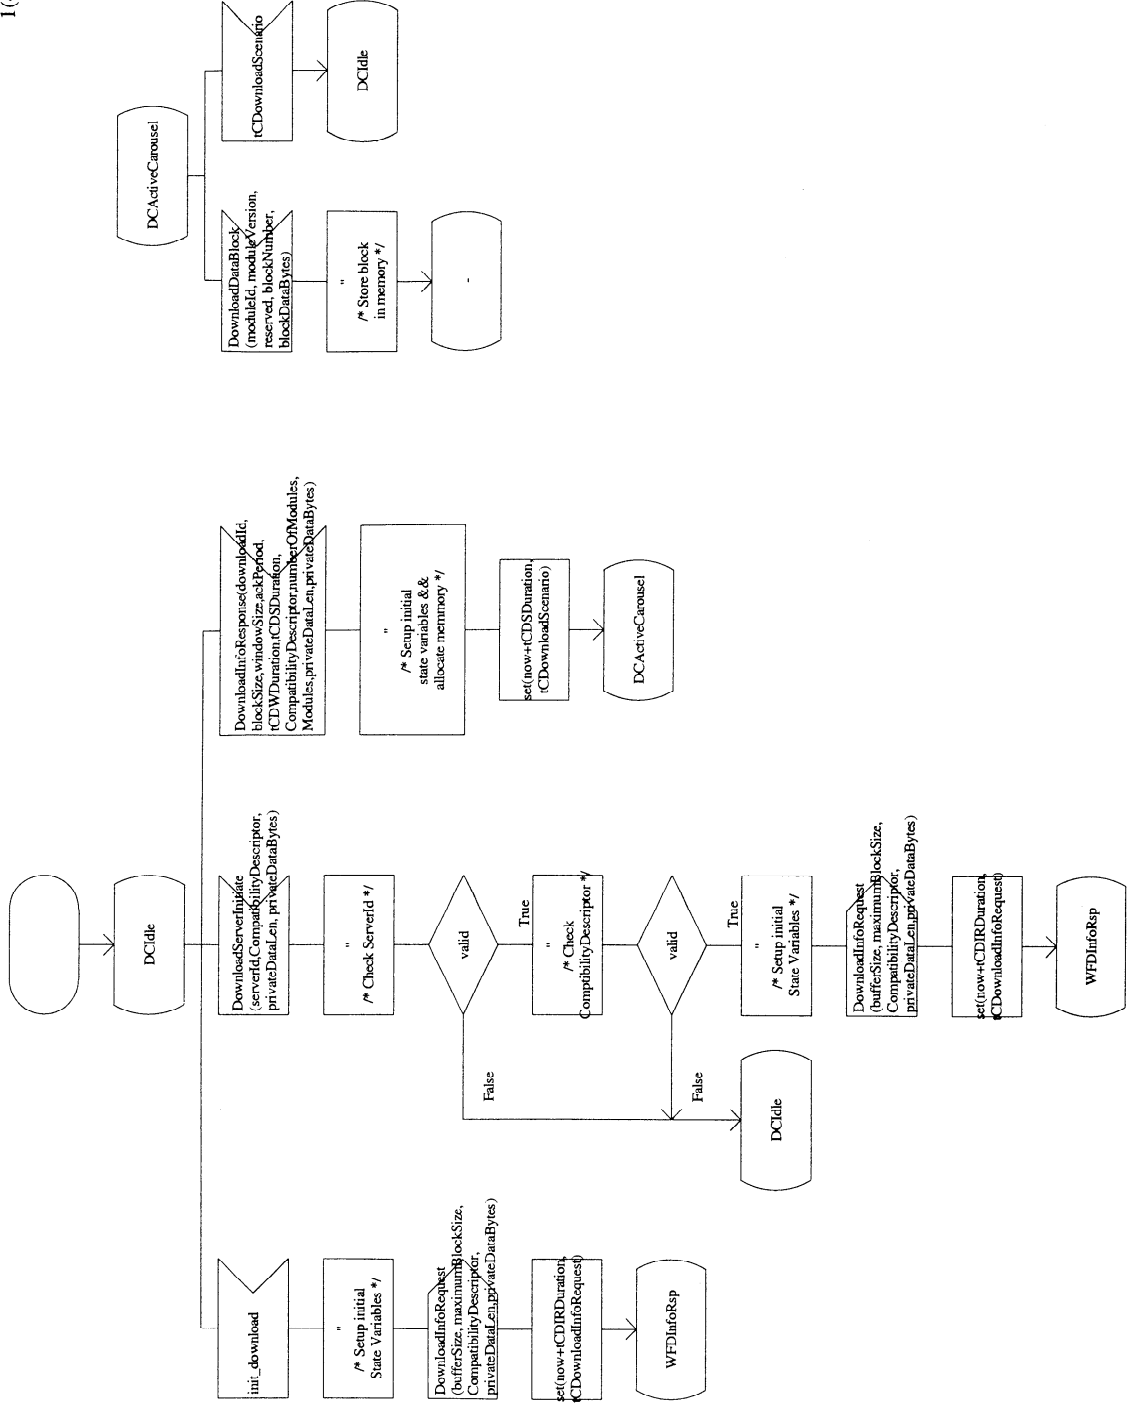 1(
DCIdle
init_download
"
/* Setup initial
State Variables */
DownloadInfoRequest
(bufferSize, maximumBlockSize,
CompatibilityDescriptor,
privateDataLen,privateDataBytes)
set(now+tCDIRDuration,
tCDownloadInfoRequest)
WFDInfoRsp
DownloadServerInitiate
(serverId,CompatibilityDescriptor,
privateDataLen, privateDataBytes)
"
/* Check ServerId */
valid
False
True
"
/* Check
ComptibilityDescriptor */
valid
False
True
DCIdle
"
/* Setup initial
State Variables */
DownloadInfoRequest
(bufferSize, maximumBlockSize,
CompatibilityDescriptor,
privateDataLen,privateDataBytes)
set(now+tCDIRDuration,
tCDownloadInfoRequest)
WFDInfoRsp
DownloadInfoResponse(downloadId,
blockSize,windowSize,ackPeriod,
tCDWDuration,tCDSDuration,
CompatibilityDescriptor,numberOfModules,
Modules,privateDataLen,privateDataBytes)
"
/* Setup initial
state variables &&
allocate memmory */
set(now+tCDSDuration,
tCDownloadScenario)
DCActiveCarousel
DCActiveCarousel
DownloadDataBlock
(moduleId, moduleVersion,
reserved, blockNumber,
blockDataBytes)
"
/* Store block
in memory */
-
tCDownloadScenario
DCIdle